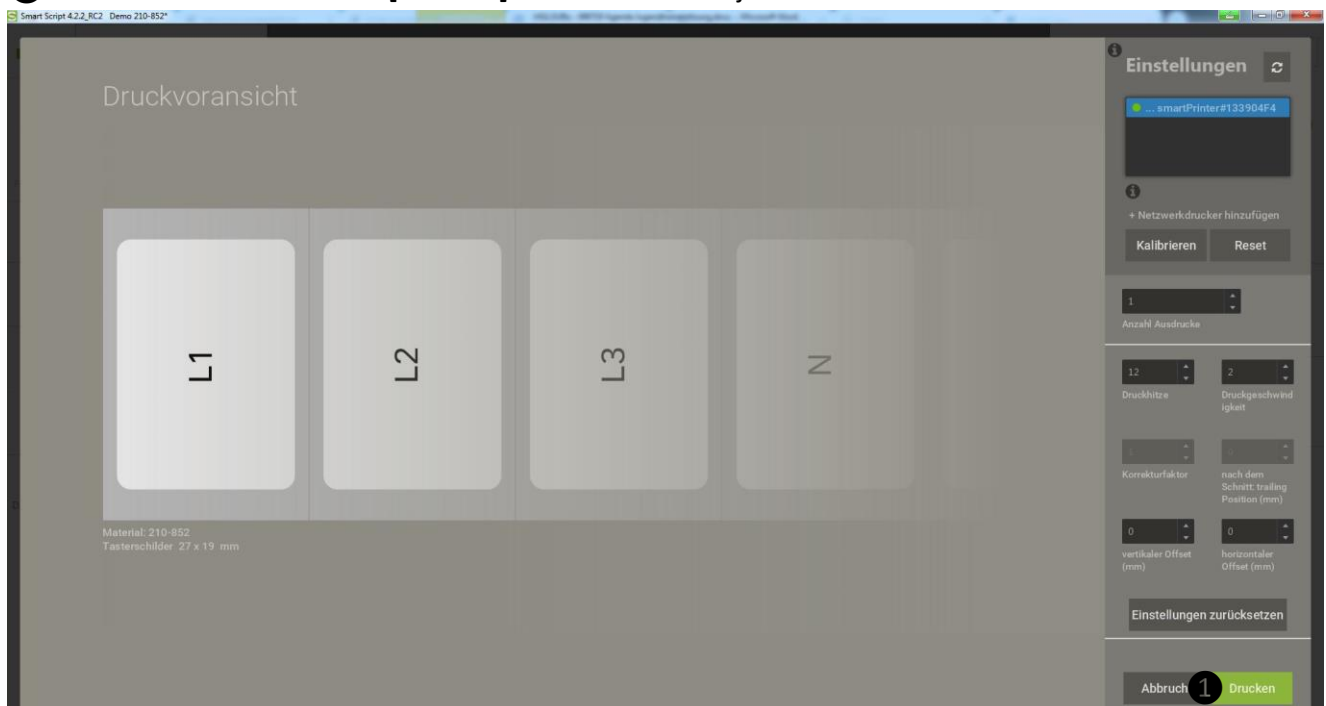 Smart Script 4.2.2_RC2 Demo 210-852*
Einstellungen
Druckvoransicht
... smartPrinter#133904F4
+ Netzwerkdrucker hinzufügen
Kalibrieren Reset
1
Anzahl Ausdrucke
L1 L2 L3 N
12 2
Druckhitze
Druckgeschwind
igkeit
Korrekturfaktor
nach dem
Schnitt: trailing
Position (mm)
Material: 210-852
Tasterschilder 27 x 19 mm
0 0
vertikaler Offset
(mm)
horizontaler
Offset (mm)
Einstellungen zurücksetzen
Abbruch 1 Drucken